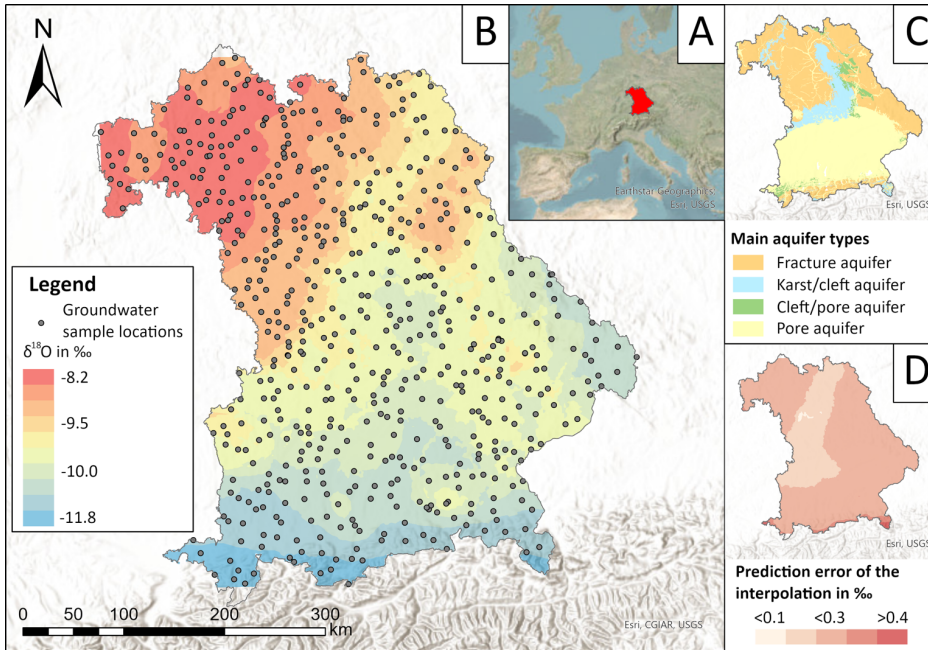 N
B
A
Earthstar Geographics
Esri, USGS
C
Esri, USGS
Main aquifer types
Fracture aquifer
Karst/cleft aquifer
Cleft/pore aquifer
Pore aquifer
Legend
Groundwater
sample locations
δ¹⁸O in ‰
-8.2
-9.5
-10.0
-11.8
D
Esri, USGS
Prediction error of the
interpolation in ‰
<0.1 <0.3 >0.4
0 50 100 200 300
km
Esri, CGIAR, USGS